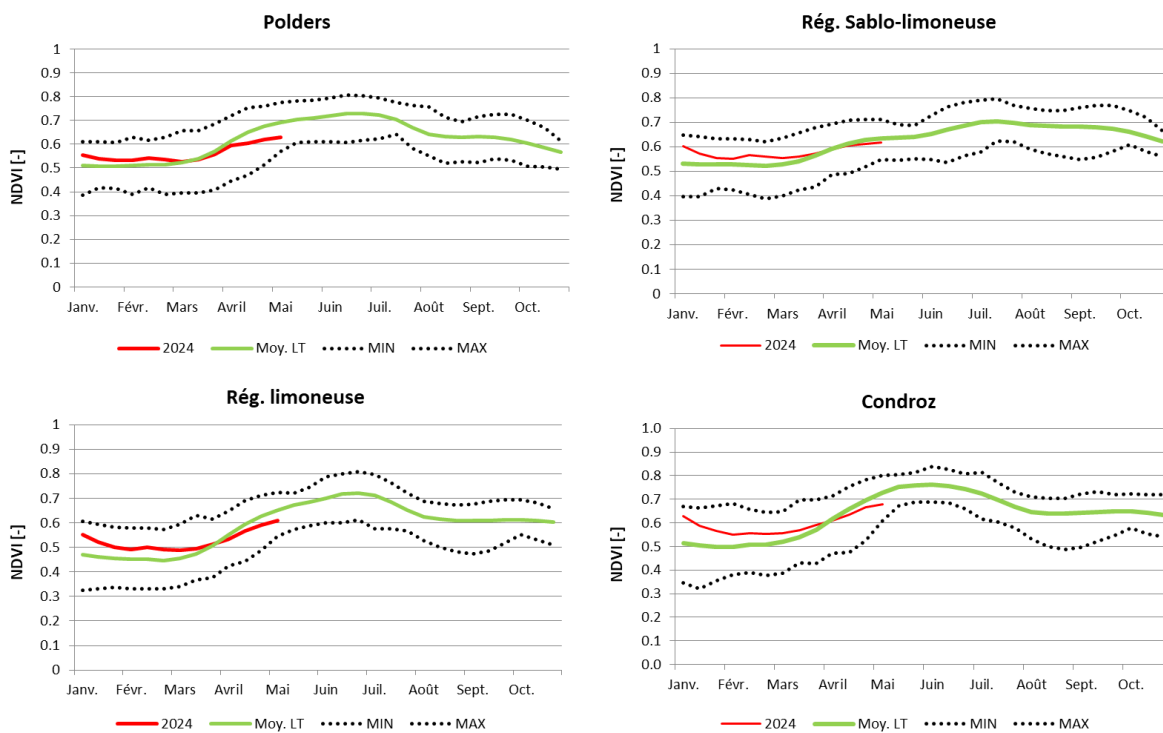 Polders
1
0.9
0.8
0.7
0.6
0.5
0.4
0.3
0.2
0.1
0
NDVI [-]
Janv. Févr. Mars Avril Mai Juin Juil. Août Sept. Oct.
2024 Moy. LT MIN MAX
Rég. Sablo-limoneuse
1
0.9
0.8
0.7
0.6
0.5
0.4
0.3
0.2
0.1
0
NDVI [-]
Janv. Févr. Mars Avril Mai Juin Juil. Août Sept. Oct.
2024 Moy. LT MIN MAX
Rég. limoneuse
1
0.9
0.8
0.7
0.6
0.5
0.4
0.3
0.2
0.1
0
NDVI [-]
Janv. Févr. Mars Avril Mai Juin Juil. Août Sept. Oct.
2024 Moy. LT MIN MAX
Condroz
1.0
0.9
0.8
0.7
0.6
0.5
0.4
0.3
0.2
0.1
0.0
NDVI [-]
Janv. Févr. Mars Avril Mai Juin Juil. Août Sept. Oct.
2024 Moy. LT MIN MAX